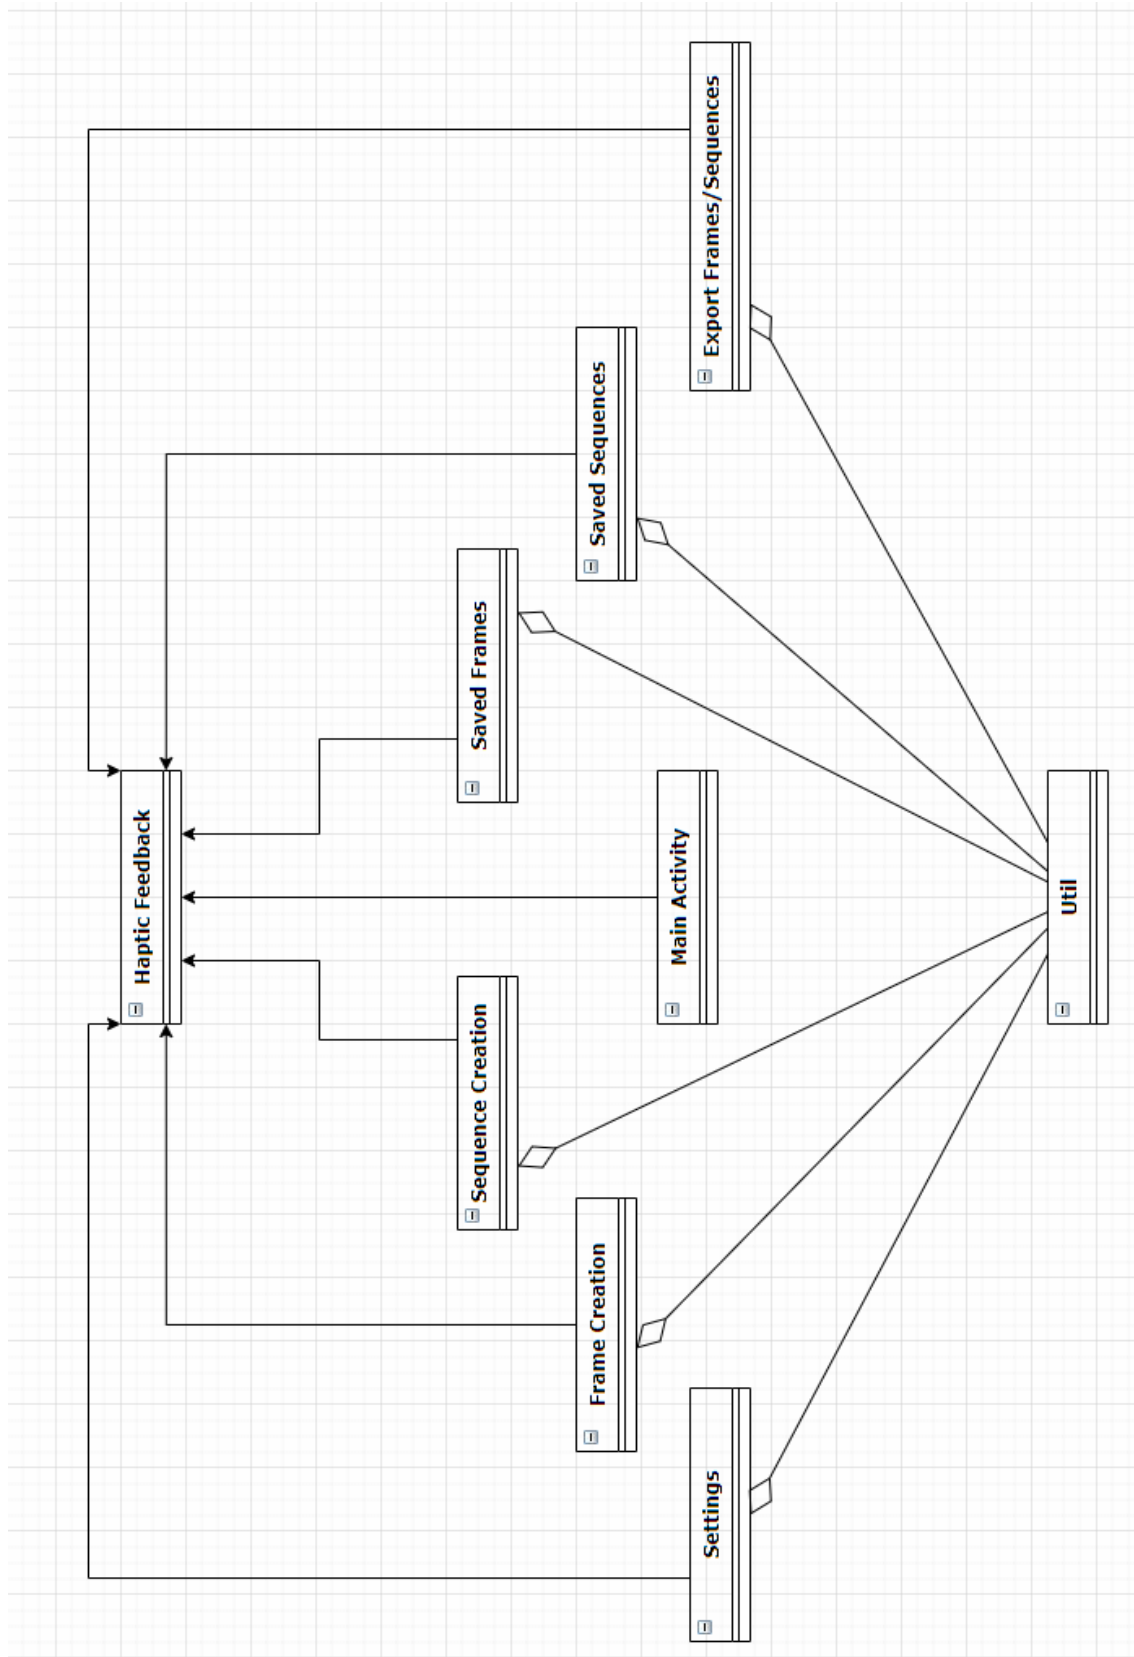 Haptic Feedback
Sequence Creation
Saved Frames
Frame Creation
Saved Sequences
Settings
Main Activity
Export Frames/Sequences
Util